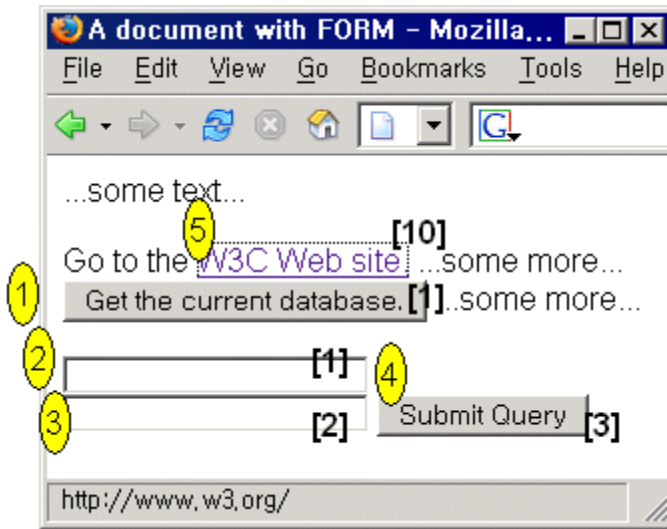 A document with FORM - Mozilla...
File Edit View Go Bookmarks Tools Help
G
...some text...
5 [10]
Go to the W3C Web site. ...some more...
1 Get the current database. [1]...some more...
2 [1] 4
3 [2] Submit Query [3]
http://www.w3.org/